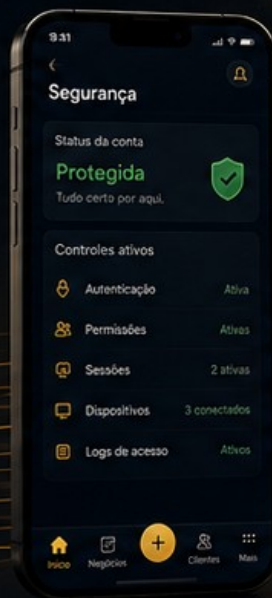 9:31
Segurança
Status da conta
Protegida
Tudo certo por aqui.
Controles ativos
Autenticação Ativa
Permissões Ativas
Sessões 2 ativas
Dispositivos 3 conectados
Logs de acesso Ativos
Início Negócios + Clientes Mais